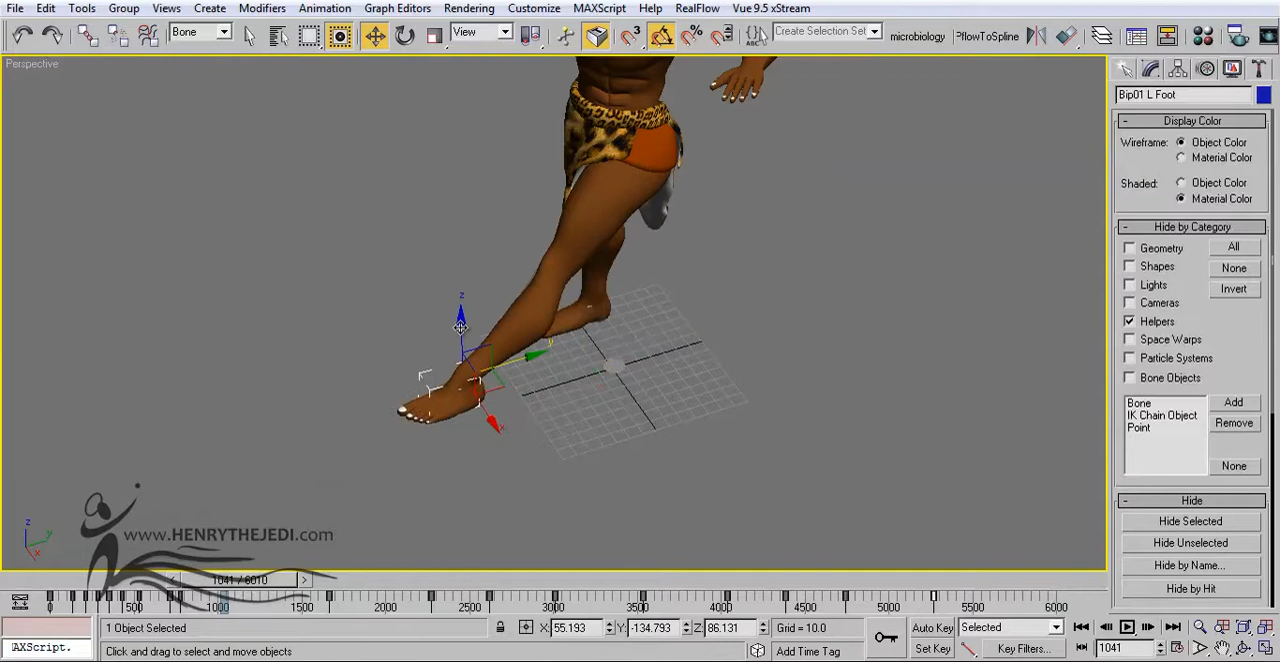 File Edit Tools Group Views Create Modifiers Animation Graph Editors Rendering Customize MAXScript Help RealFlow Vue 9.5 xStream
Bone View 3 % ABC Create Selection Set microbiology PflowToSpline
Perspective
Bip01 L Foot
Display Color
Wireframe: Object Color
Material Color
Shaded: Object Color
Material Color
Hide by Category
Geometry All
Shapes
Lights None
Cameras Invert
Helpers
Space Warps
Particle Systems
Bone Objects
Bone Add
IK Chain Object
Point Remove
None
Hide
Hide Selected
Hide Unselected
Hide by Name...
Hide by Hit
z
y
x
z
y
x
www.HENRYTHEJEDI.com
< 1041 / 6010 >
0 500 1000 1500 2000 2500 3000 3500 4000 4500 5000 5500 6000
1 Object Selected X: 55.193 Y: -134.793 Z: 86.131 Grid = 10.0 Auto Key Selected
AXScript. Click and drag to select and move objects Add Time Tag Set Key Key Filters... 1041